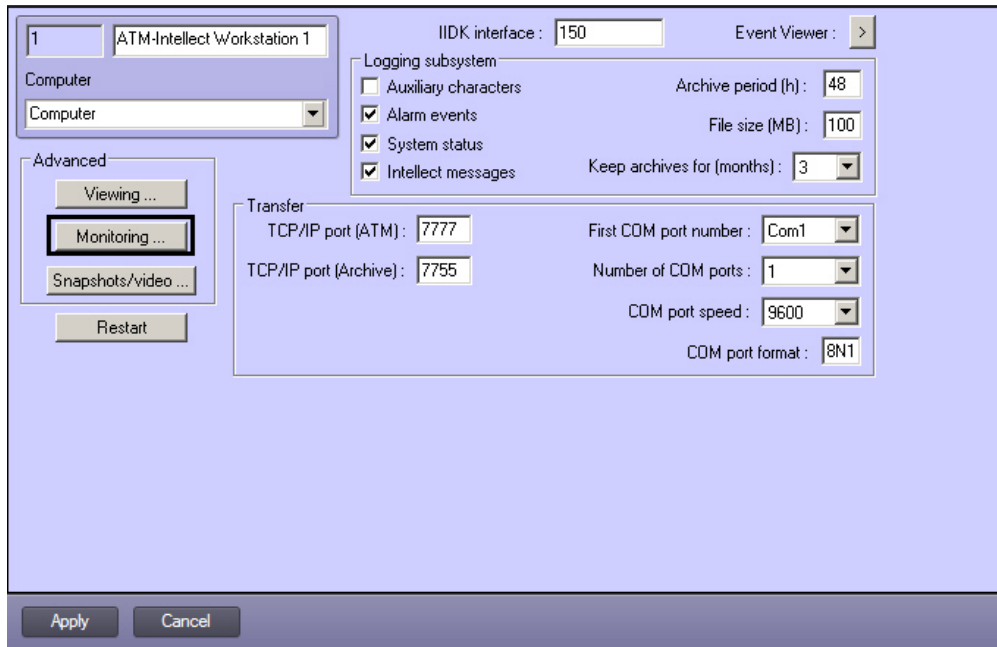 1 ATM-Intellect Workstation 1
Computer
Computer
IIDK interface : 150
Event Viewer : >
Logging subsystem
Auxiliary characters
Alarm events
System status
Intellect messages
Archive period (h) : 48
File size (MB) : 100
Keep archives for (months) : 3
Advanced
Viewing ...
Monitoring ...
Snapshots/video ...
Restart
Transfer
TCP/IP port (ATM) : 7777
TCP/IP port (Archive) : 7755
First COM port number : Com1
Number of COM ports : 1
COM port speed : 9600
COM port format : 8N1
Apply Cancel